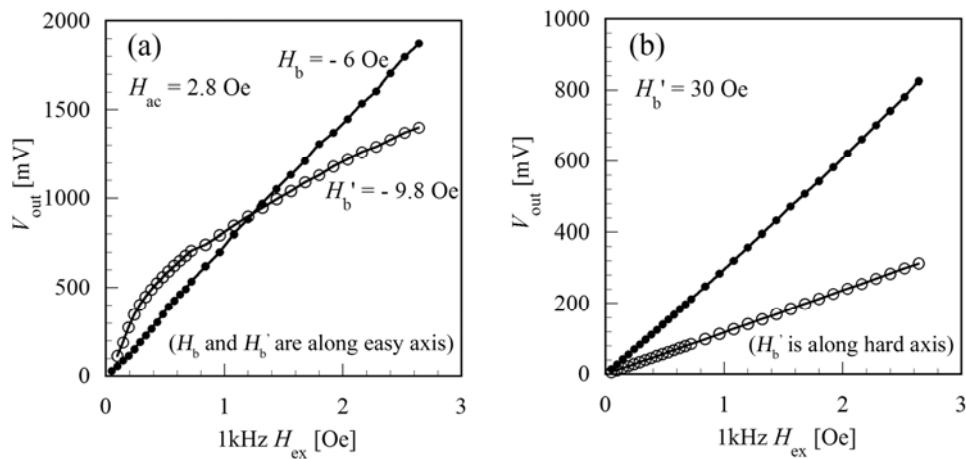 2000
1500
1000
500
0
V_out [mV]
(a)
H_ac = 2.8 Oe
H_b = - 6 Oe
H_b' = - 9.8 Oe
(H_b and H_b' are along easy axis)
0 1 2 3
1kHz H_ex [Oe]
1000
800
600
400
200
0
V_out [mV]
(b)
H_b' = 30 Oe
(H_b' is along hard axis)
0 1 2 3
1kHz H_ex [Oe]